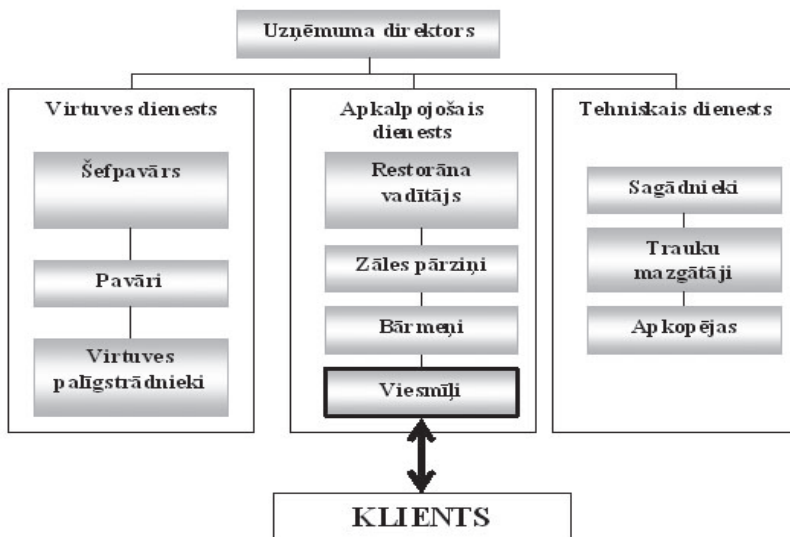 Uzņēmuma direktors
Virtuves dienests
Šefpavārs
Pavāri
Virtuves
palīgstrādnieki
Apkalpojošais
dienests
Restorāna
vadītājs
Zāles pārziņi
Bārmeņi
Viesmīļi
Tehniskais dienests
Sagādnieki
Trauku
mazgātāji
Apkopējas
KLIENTS